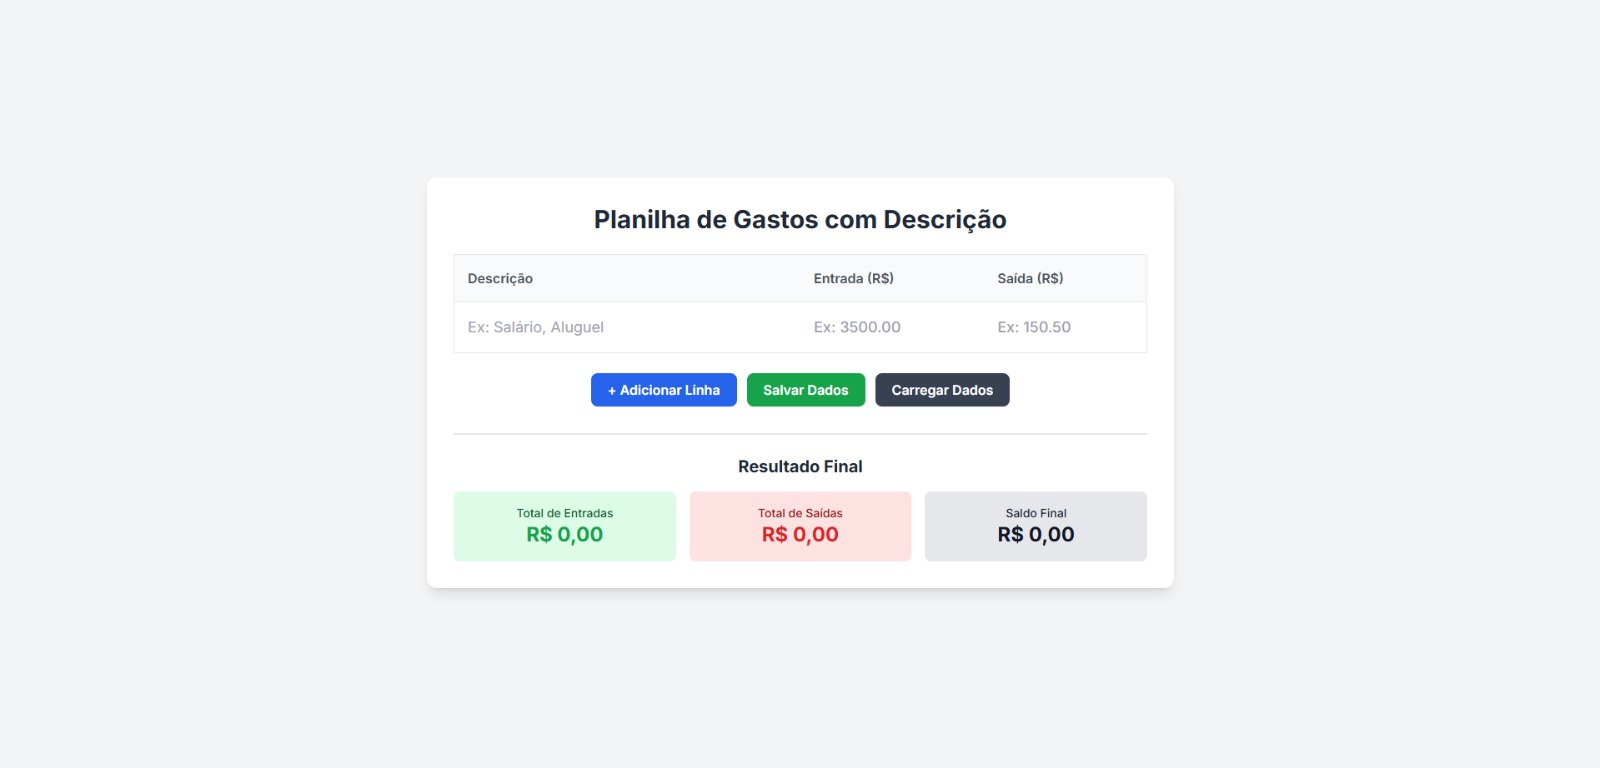 Planilha de Gastos com Descrição
Descrição Entrada (R$) Saída (R$)
Ex: Salário, Aluguel Ex: 3500.00 Ex: 150.50
+ Adicionar Linha Salvar Dados Carregar Dados
Resultado Final
Total de Entradas Total de Saídas Saldo Final
R$ 0,00 R$ 0,00 R$ 0,00